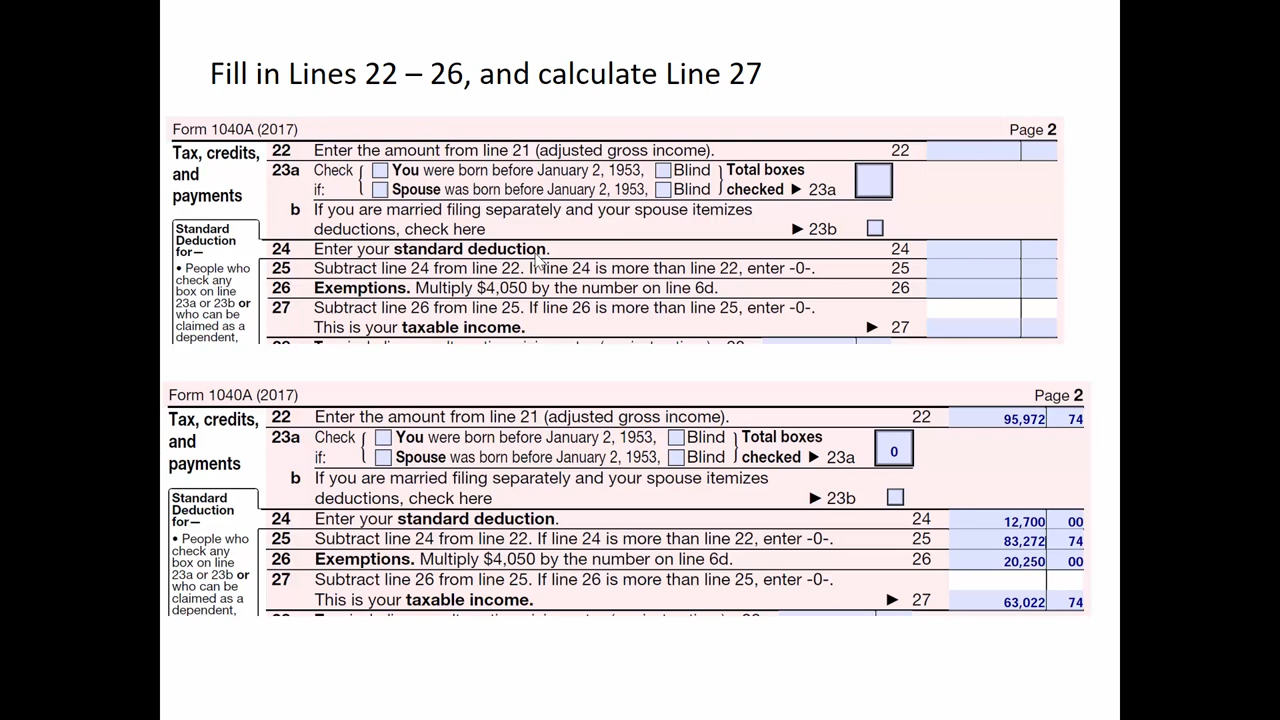 Fill in Lines 22 – 26, and calculate Line 27
Form 1040A (2017) Page 2
Tax, credits, and payments
22 Enter the amount from line 21 (adjusted gross income). 22
23a Check if: You were born before January 2, 1953, Blind Total boxes
Spouse was born before January 2, 1953, Blind checked ▶ 23a
b If you are married filing separately and your spouse itemizes
deductions, check here ▶ 23b
Standard
Deduction
for—
• People who
check any
box on line
23a or 23b or
who can be
claimed as a
dependent,
24 Enter your standard deduction. 24
25 Subtract line 24 from line 22. If line 24 is more than line 22, enter -0-. 25
26 Exemptions. Multiply $4,050 by the number on line 6d. 26
27 Subtract line 26 from line 25. If line 26 is more than line 25, enter -0-.
This is your taxable income. ▶ 27
Form 1040A (2017) Page 2
Tax, credits, and payments
22 Enter the amount from line 21 (adjusted gross income). 22 95,972 74
23a Check if: You were born before January 2, 1953, Blind Total boxes
Spouse was born before January 2, 1953, Blind checked ▶ 23a 0
b If you are married filing separately and your spouse itemizes
deductions, check here ▶ 23b
Standard
Deduction
for—
• People who
check any
box on line
23a or 23b or
who can be
claimed as a
dependent,
24 Enter your standard deduction. 24 12,700 00
25 Subtract line 24 from line 22. If line 24 is more than line 22, enter -0-. 25 83,272 74
26 Exemptions. Multiply $4,050 by the number on line 6d. 26 20,250 00
27 Subtract line 26 from line 25. If line 26 is more than line 25, enter -0-.
This is your taxable income. ▶ 27 63,022 74